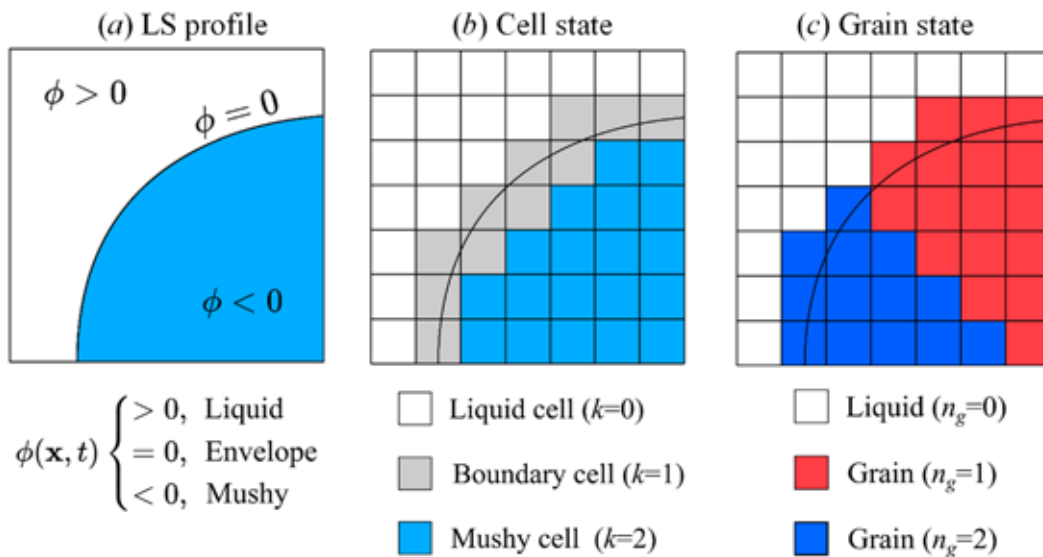 (a) LS profile
ϕ > 0
ϕ = 0
ϕ < 0
ϕ(x, t) { > 0, Liquid
= 0, Envelope
< 0, Mushy
(b) Cell state
Liquid cell (k=0)
Boundary cell (k=1)
Mushy cell (k=2)
(c) Grain state
Liquid (n_g=0)
Grain (n_g=1)
Grain (n_g=2)